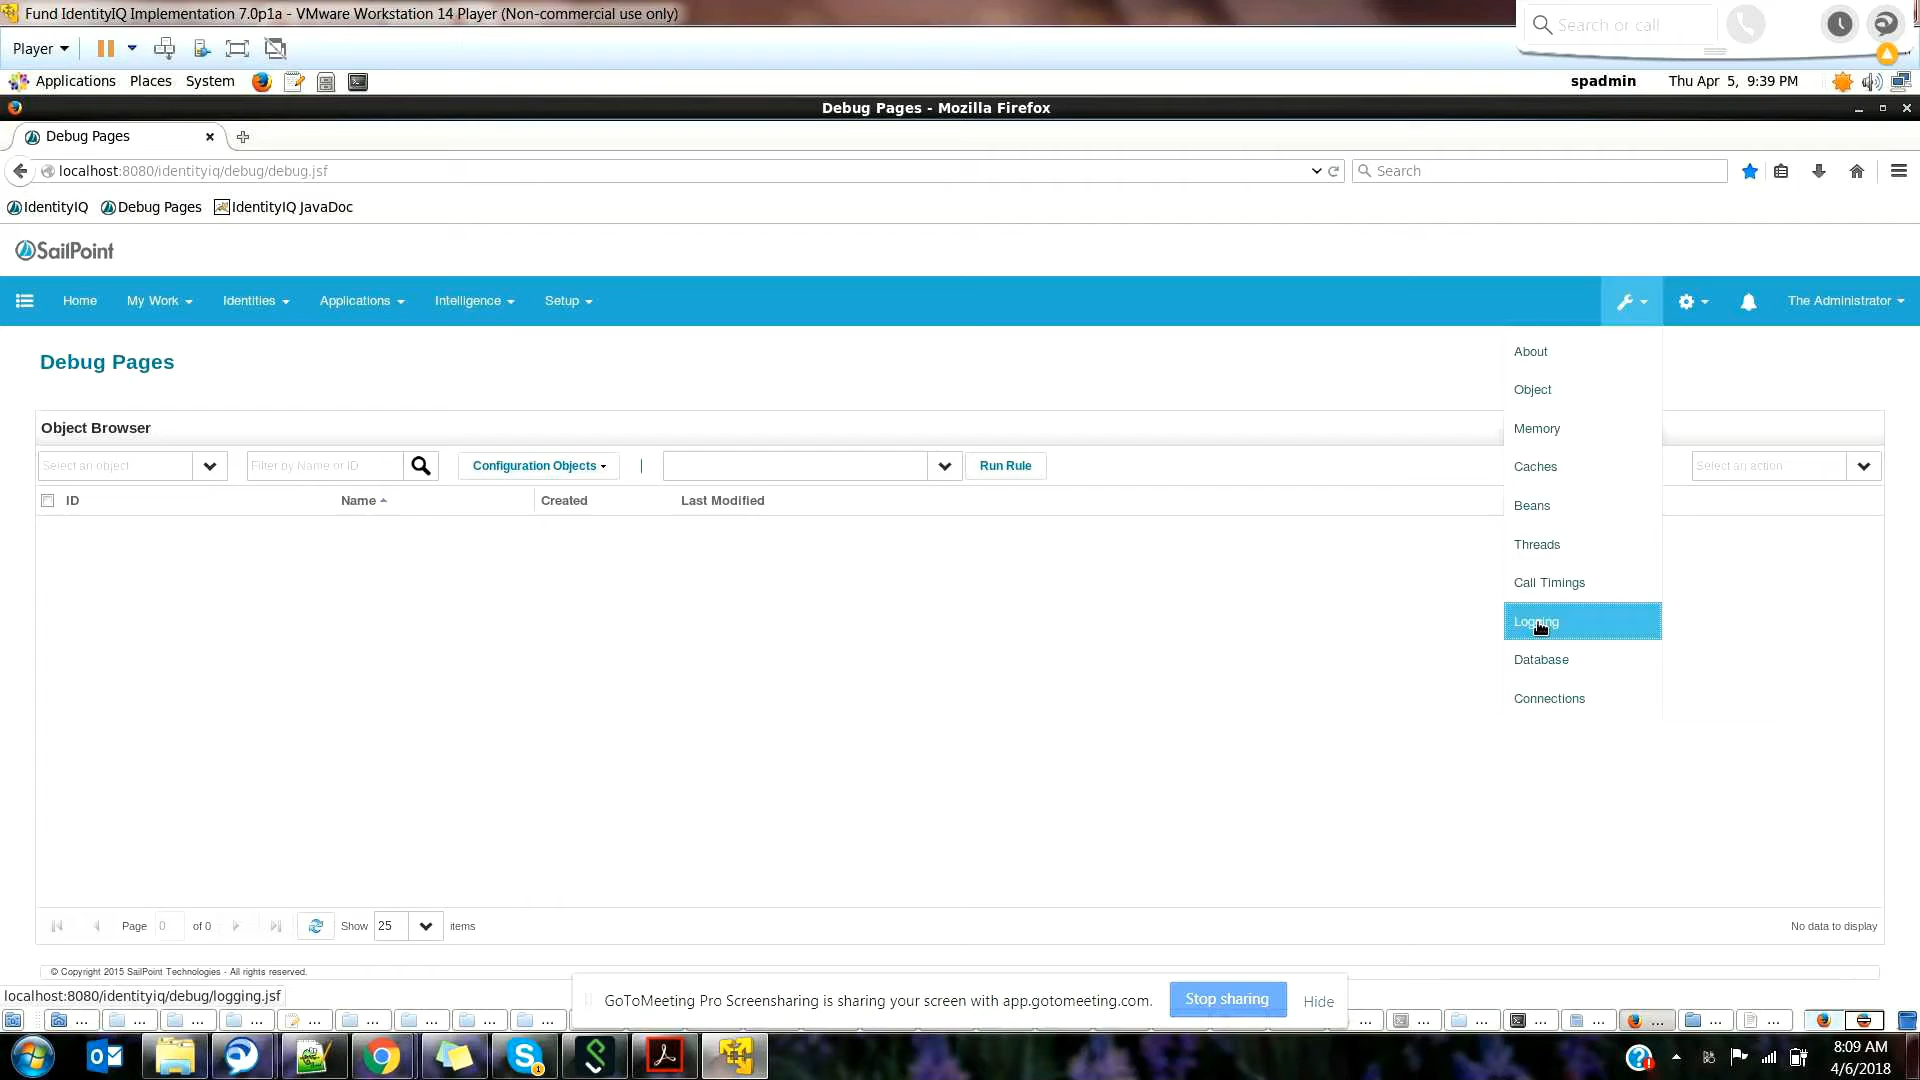 Fund IdentityIQ Implementation 7.0p1a - VMware Workstation 14 Player (Non-commercial use only)
Search or call
Player
Applications Places System
spadmin Thu Apr 5, 9:39 PM
Debug Pages - Mozilla Firefox
Debug Pages
localhost:8080/identityiq/debug/debug.jsf
Search
IdentityIQ Debug Pages IdentityIQ JavaDoc
SailPoint
Home My Work Identities Applications Intelligence Setup The Administrator
Debug Pages
About
Object
Memory
Caches
Beans
Threads
Call Timings
Logging
Database
Connections
Object Browser
Select an object Filter by Name or ID Configuration Objects | Run Rule Select an action
ID Name Created Last Modified
Page 0 of 0 Show 25 items No data to display
© Copyright 2015 SailPoint Technologies - All rights reserved.
localhost:8080/identityiq/debug/logging.jsf
GoToMeeting Pro Screensharing is sharing your screen with app.gotomeeting.com. Stop sharing Hide
... ... ... ... ... ... ... ... ... ... ... ... ... ... ... ... ...
8:09 AM
4/6/2018